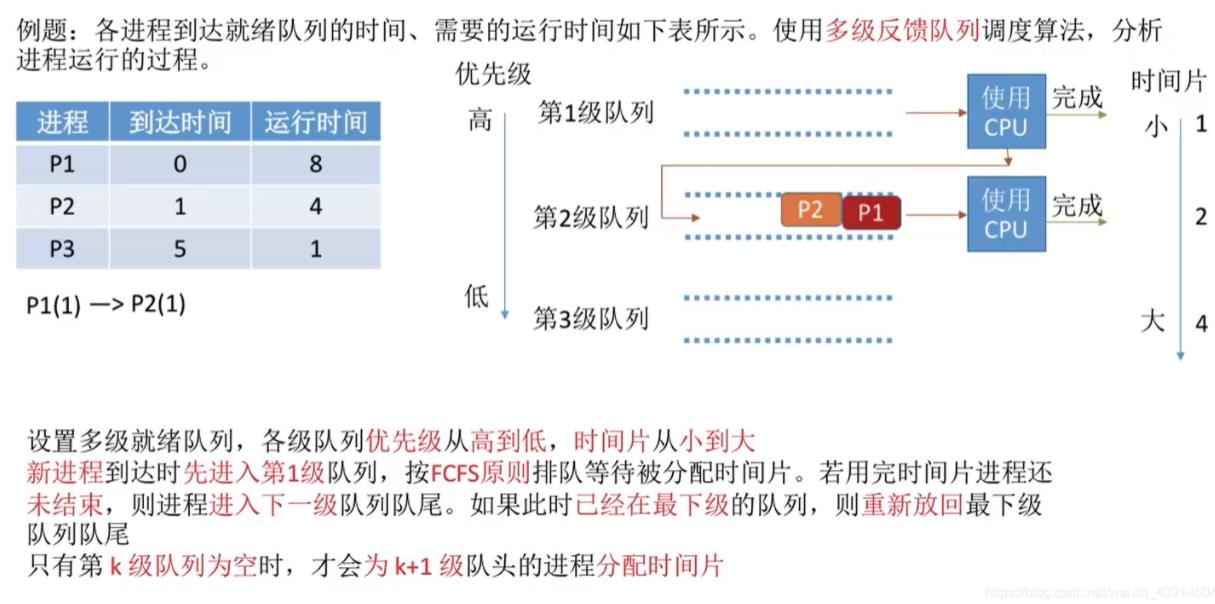 例题：各进程到达就绪队列的时间、需要的运行时间如下表所示。使用多级反馈队列调度算法，分析
进程运行的过程。
进程 到达时间 运行时间
P1 0 8
P2 1 4
P3 5 1
P1(1) —> P2(1)
优先级
高
低
第1级队列
使用
CPU
完成
第2级队列
P2 P1
使用
CPU
完成
第3级队列
时间片
小 1
2
大 4
设置多级就绪队列，各级队列优先级从高到低，时间片从小到大
新进程到达时先进入第1级队列，按FCFS原则排队等待被分配时间片。若用完时间片进程还
未结束，则进程进入下一级队列队尾。如果此时已经在最下级的队列，则重新放回最下级
队列队尾
只有第 k 级队列为空时，才会为 k+1 级队头的进程分配时间片